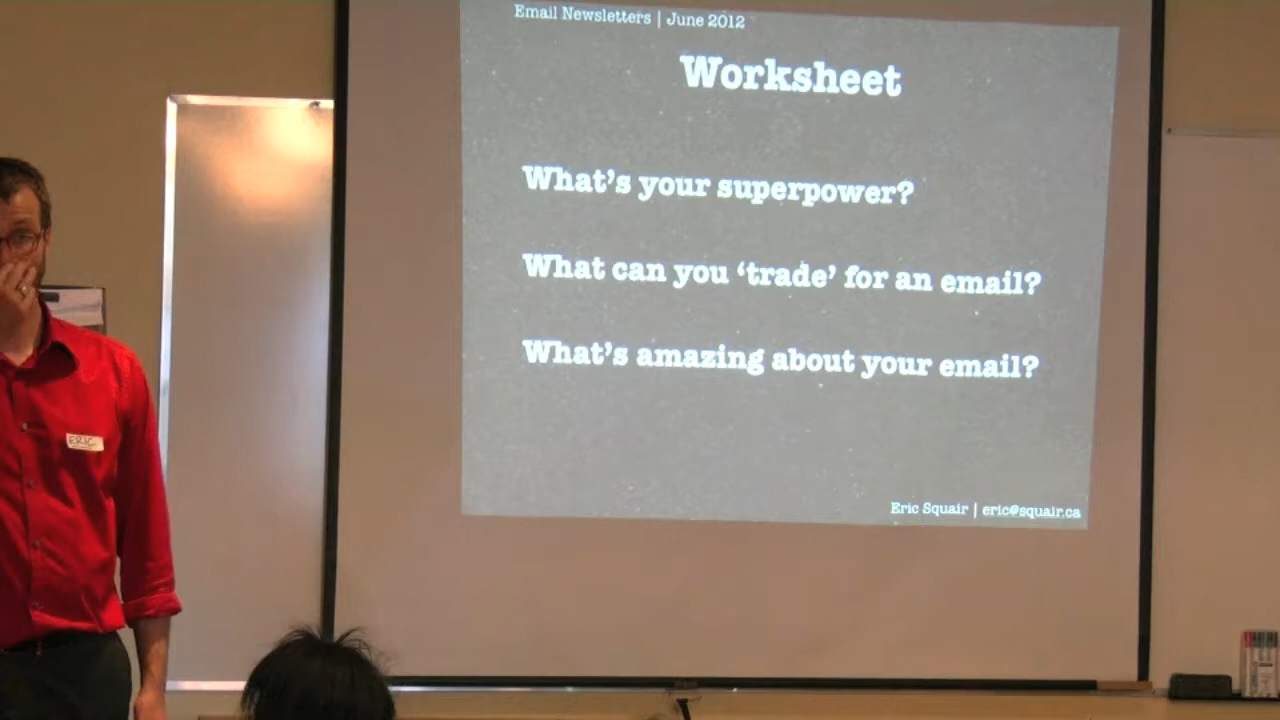 Email Newsletters | June 2012
Worksheet
What's your superpower?
What can you ‘trade’ for an email?
What's amazing about your email?
Eric Squair | eric@squair.ca
ERIC